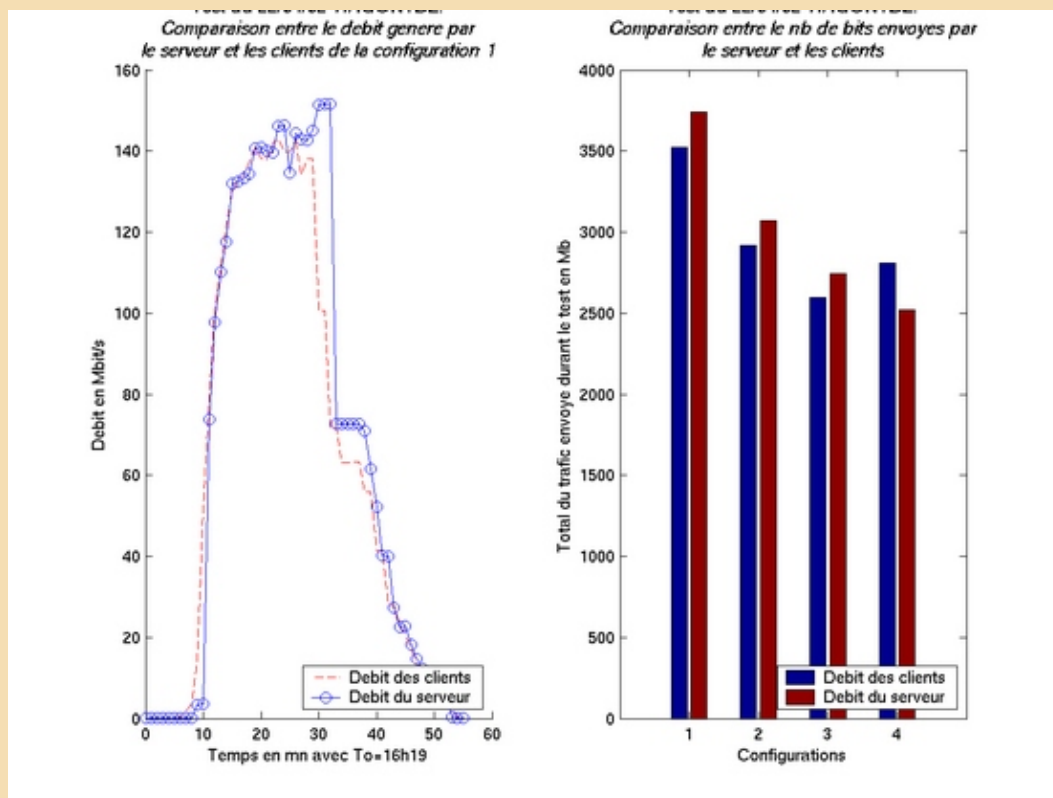 Comparaison entre le debit genere par
le serveur et les clients de la configuration 1
160
140
120
100
80
60
40
20
0
Debit en Mbit/s
Debit des clients
Debit du serveur
0
10
20
30
40
50
60
Temps en mn avec To=16h19
Comparaison entre le nb de bits envoyes par
le serveur et les clients
4000
3500
3000
2500
2000
1500
1000
500
0
Total du trafic envoye durant le test en Mb
Debit des clients
Debit du serveur
1
2
3
4
Configurations